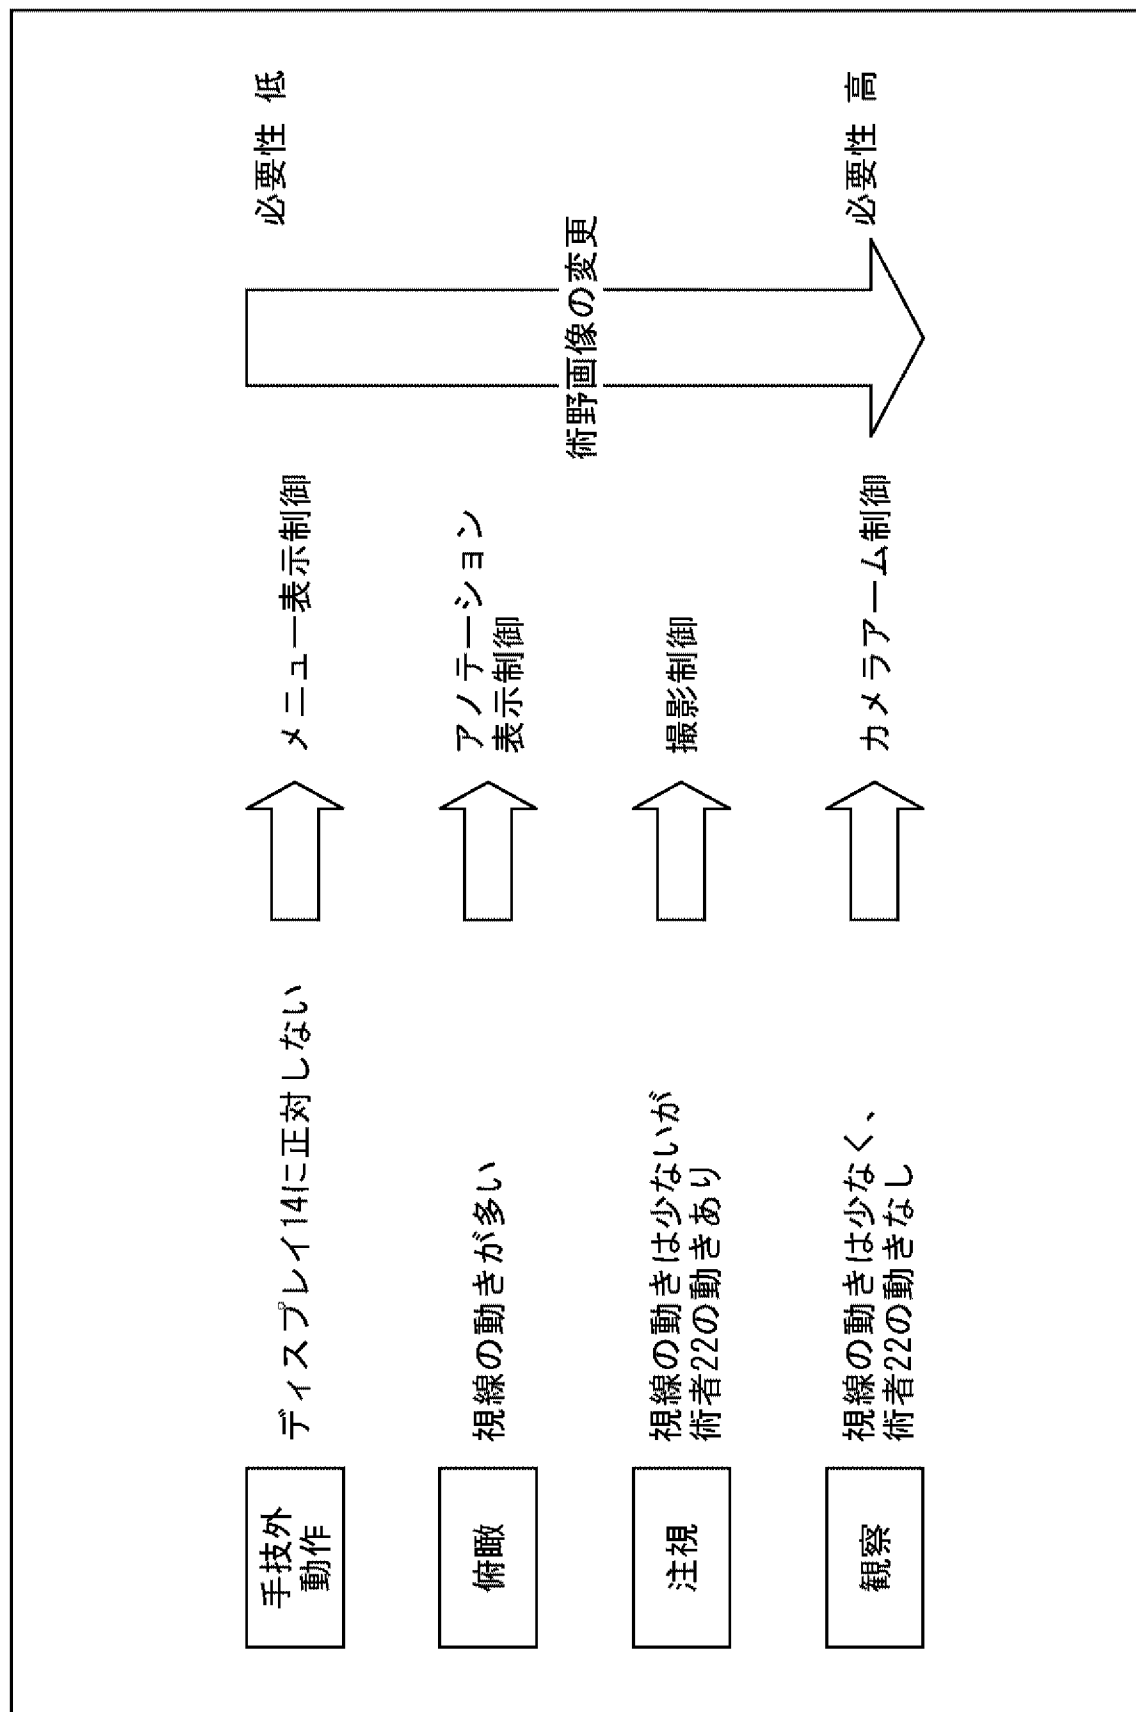 手技外
動作
ディスプレイ14に正対しない
メニュー表示制御
俯瞰
視線の動きが多い
アノテーション
表示制御
注視
視線の動きは少ないが
術者22の動きあり
撮影制御
観察
視線の動きは少なく、
術者22の動きなし
カメラアーム制御
必要性 低
術野画像の変更
必要性 高